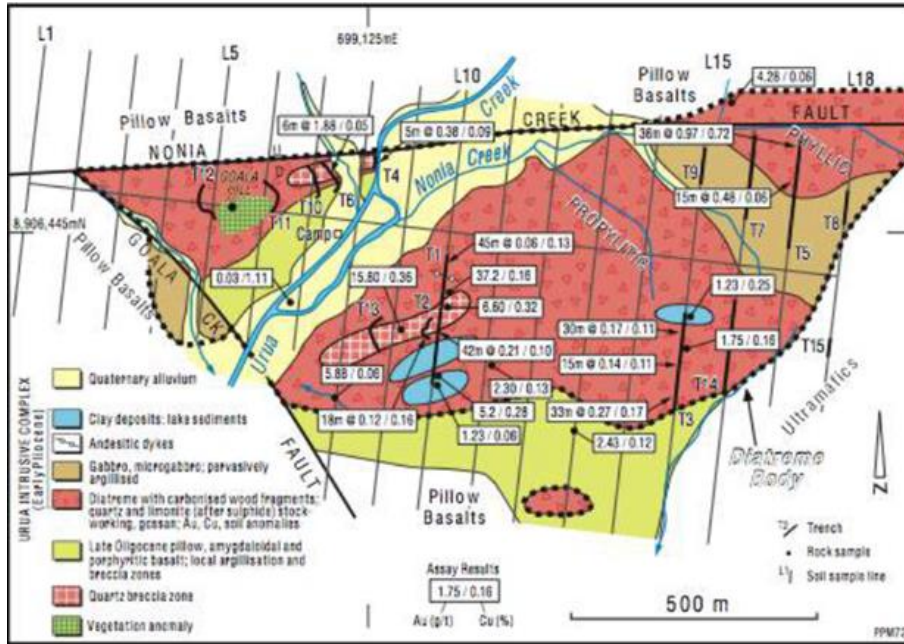 L1
699,125mE
L5
L10
L15
L18
Pillow Basalts
4.28 / 0.06
Pillow Basalts
6m @ 1.88 / 0.05
5m @ 0.38 / 0.09
Creek
CREEK
FAULT
NONIA
36m @ 0.97 / 0.72
PHYLLIC
T12
GOALA
HILL
U
D
T10
T6
T4
Nonia Creek
T9
15m @ 0.48 / 0.06
T11
Camp
PROPYLITIC
T7
T8
8,906,445mN
GOALA
CK
Pillow Basalts
T1
45m @ 0.06 / 0.13
T5
0.03 / 1.11
15.80 / 0.36
37.2 / 0.16
1.23 / 0.25
T13
T2
6.60 / 0.32
30m @ 0.17 / 0.11
1.75 / 0.16
Urua
42m @ 0.21 / 0.10
15m @ 0.14 / 0.11
T15
5.88 / 0.06
2.30 / 0.13
T14
Ultramafics
18m @ 0.12 / 0.16
5.2 / 0.28
33m @ 0.27 / 0.17
T3
1.23 / 0.06
2.43 / 0.12
Diatreme
Body
FAULT
Pillow
Basalts
N
URUA INTRUSIVE COMPLEX
(Early Pliocene)
Quaternary alluvium
Clay deposits: lake sediments
Andesitic dykes
Gabbro, microgabbro; pervasively
argillised
Diatreme with carbonised wood fragments;
quartz and limonite (after sulphide) stock-
working, gossan; Au, Cu, soil anomalies
Late Oligocene pillow, amygdaloidal and
porphyritic basalt; local argillisation and
breccia zones
Quartz breccia zone
Vegetation anomaly
Assay Results
1.75 / 0.16
Au (g/t)
Cu (%)
T2
Trench
Rock sample
L1
Soil sample line
500 m